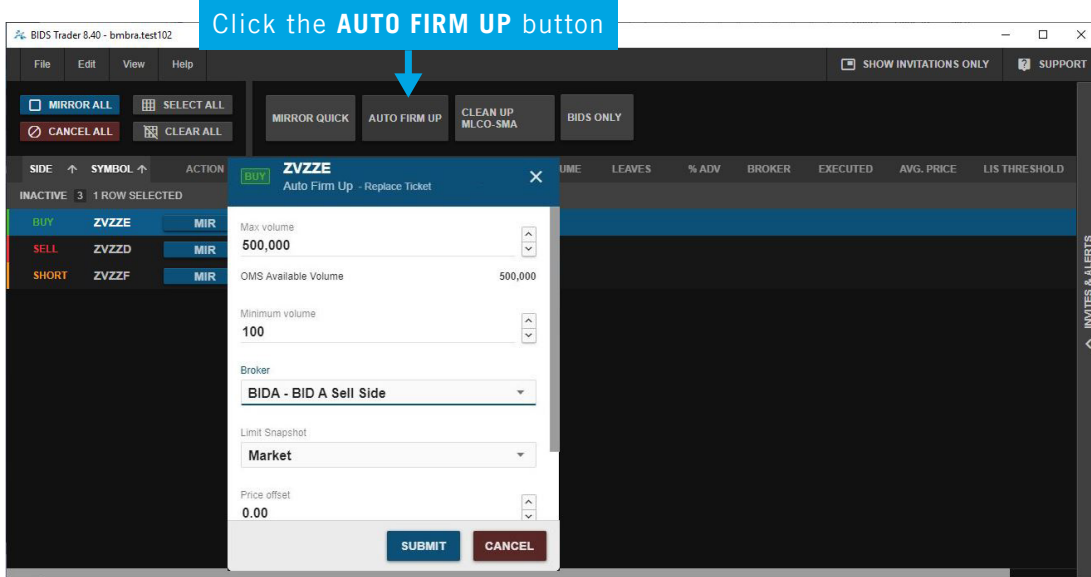 Click the AUTO FIRM UP button
BIDS Trader 8.40 - bmbra.test102
File Edit View Help SHOW INVITATIONS ONLY SUPPORT
MIRROR ALL SELECT ALL
CANCEL ALL CLEAR ALL
MIRROR QUICK AUTO FIRM UP CLEAN UP
MLCO-SMA BIDS ONLY
SIDE SYMBOL ACTION UME LEAVES % ADV BROKER EXECUTED AVG. PRICE LIS THRESHOLD
INACTIVE 3 1 ROW SELECTED
BUY ZVZZE MIR
SELL ZVZZD MIR
SHORT ZVZZF MIR
BUY ZVZZE
Auto Firm Up - Replace Ticket
Max volume
500,000
OMS Available Volume 500,000
Minimum volume
100
Broker
BIDA - BID A Sell Side
Limit Snapshot
Market
Price offset
0.00
SUBMIT CANCEL
INVITES & ALERTS